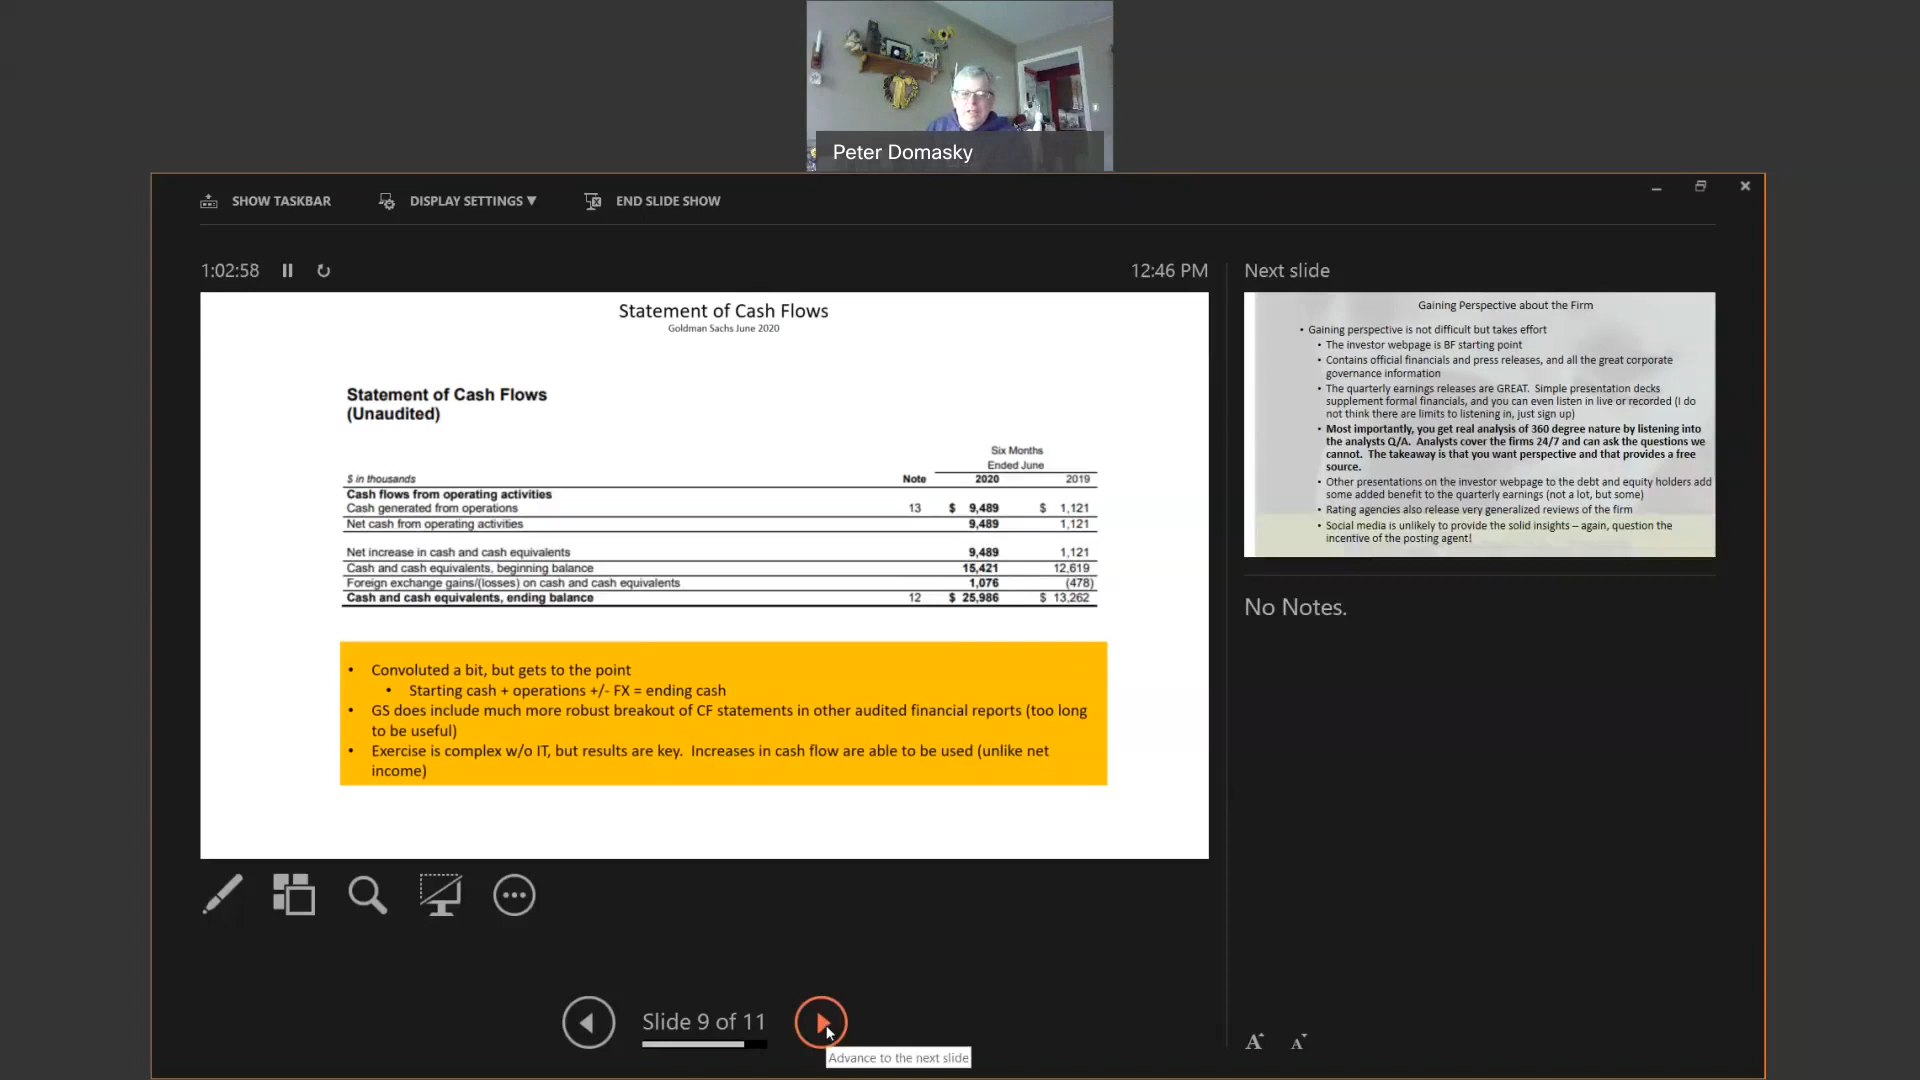 Peter Domasky
SHOW TASKBAR
DISPLAY SETTINGS ▼
END SLIDE SHOW
1:02:58
12:46 PM
Statement of Cash Flows
Goldman Sachs June 2020
Statement of Cash Flows
(Unaudited)
Six Months
Ended June
$ in thousands Note 2020 2019
Cash flows from operating activities
Cash generated from operations 13 $ 9,489 $ 1,121
Net cash from operating activities 9,489 1,121
Net increase in cash and cash equivalents 9,489 1,121
Cash and cash equivalents, beginning balance 15,421 12,619
Foreign exchange gains/(losses) on cash and cash equivalents 1,076 (478)
Cash and cash equivalents, ending balance 12 $ 25,986 $ 13,262
• Convoluted a bit, but gets to the point
• Starting cash + operations +/- FX = ending cash
• GS does include much more robust breakout of CF statements in other audited financial reports (too long
to be useful)
• Exercise is complex w/o IT, but results are key. Increases in cash flow are able to be used (unlike net
income)
Slide 9 of 11
Advance to the next slide
Next slide
Gaining Perspective about the Firm
• Gaining perspective is not difficult but takes effort
• The investor webpage is BF starting point
• Contains official financials and press releases, and all the great corporate
governance information
• The quarterly earnings releases are GREAT. Simple presentation decks
supplement formal financials, and you can even listen in live or recorded (I do
not think there are limits to listening in, just sign up)
• Most importantly, you get real analysis of 360 degree nature by listening into
the analysts Q/A. Analysts cover the firms 24/7 and can ask the questions we
cannot. The takeaway is that you want perspective and that provides a free
source.
• Other presentations on the investor webpage to the debt and equity holders add
some added benefit to the quarterly earnings (not a lot, but some)
• Rating agencies also release very generalized reviews of the firm
• Social media is unlikely to provide the solid insights – again, question the
incentive of the posting agent!
No Notes.
A A